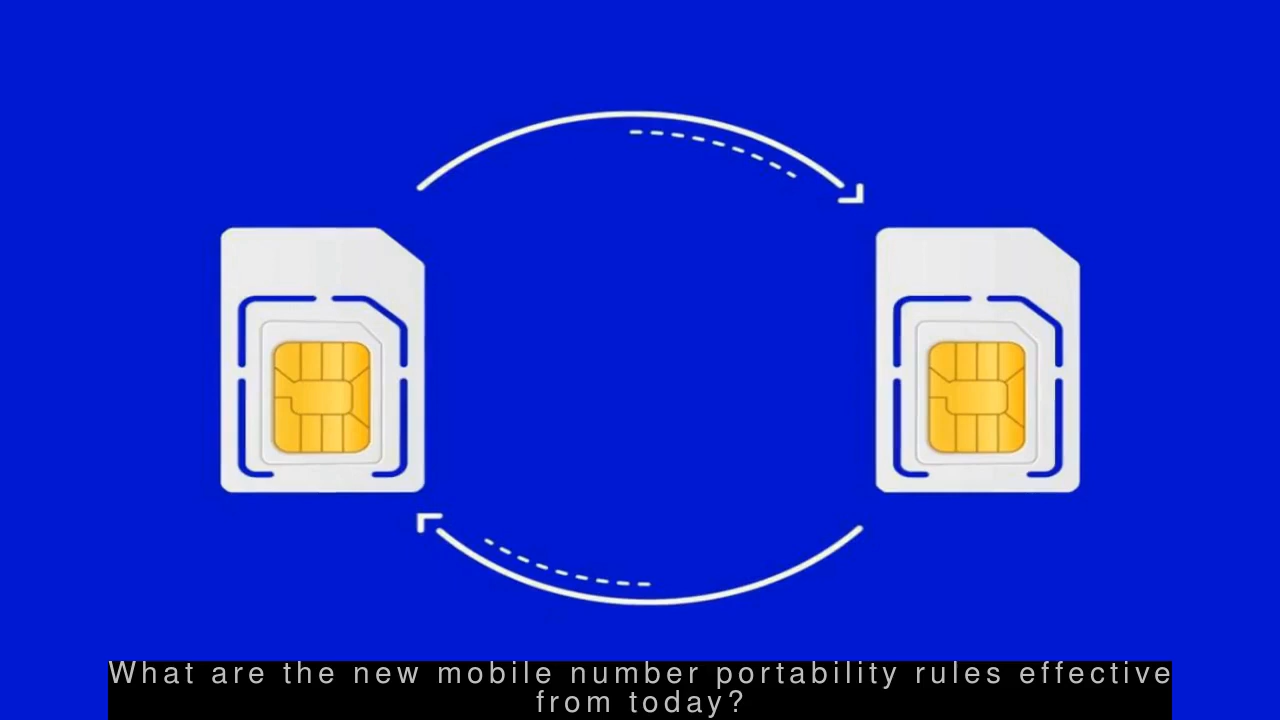 What are the new mobile number portability rules effective
from today?